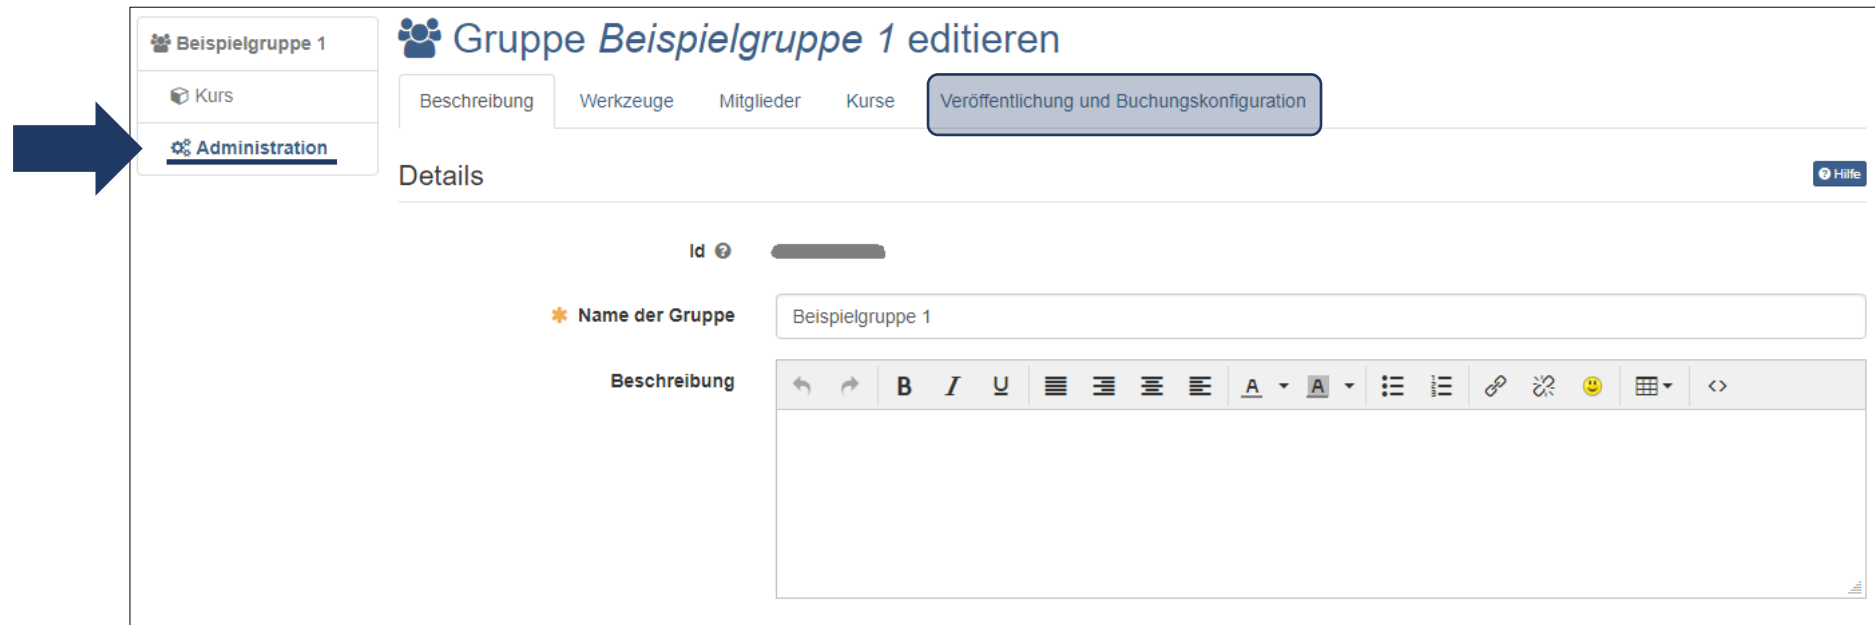 Beispielgruppe 1
Kurs
Administration
Gruppe Beispielgruppe 1 editieren
Beschreibung Werkzeuge Mitglieder Kurse Veröffentlichung und Buchungskonfiguration
Details
Hilfe
Id
Name der Gruppe Beispielgruppe 1
Beschreibung
B I U A A